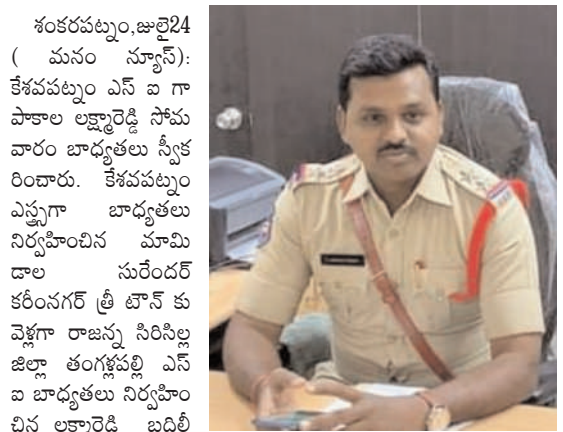 శంకరపట్నం,జులై24
( మనం న్యూస్):
కేశవపట్నం ఎస్ ఐ గా
పాకాల లక్ష్మారెడ్డి సోమ
వారం బాధ్యతలు స్వీక
రించారు. కేశవపట్నం
ఎస్సైగా బాధ్యతలు
నిర్వహించిన మామి
డాల సురేందర్
కరీంనగర్ త్రీ టౌన్ కు
వెళ్లగా రాజన్న సిరిసిల్ల
జిల్లా తంగళ్లపల్లి ఎస్
ఐ బాధ్యతలు నిర్వహిం
చిన లక్ష్మారెడ్డి బదిలీ